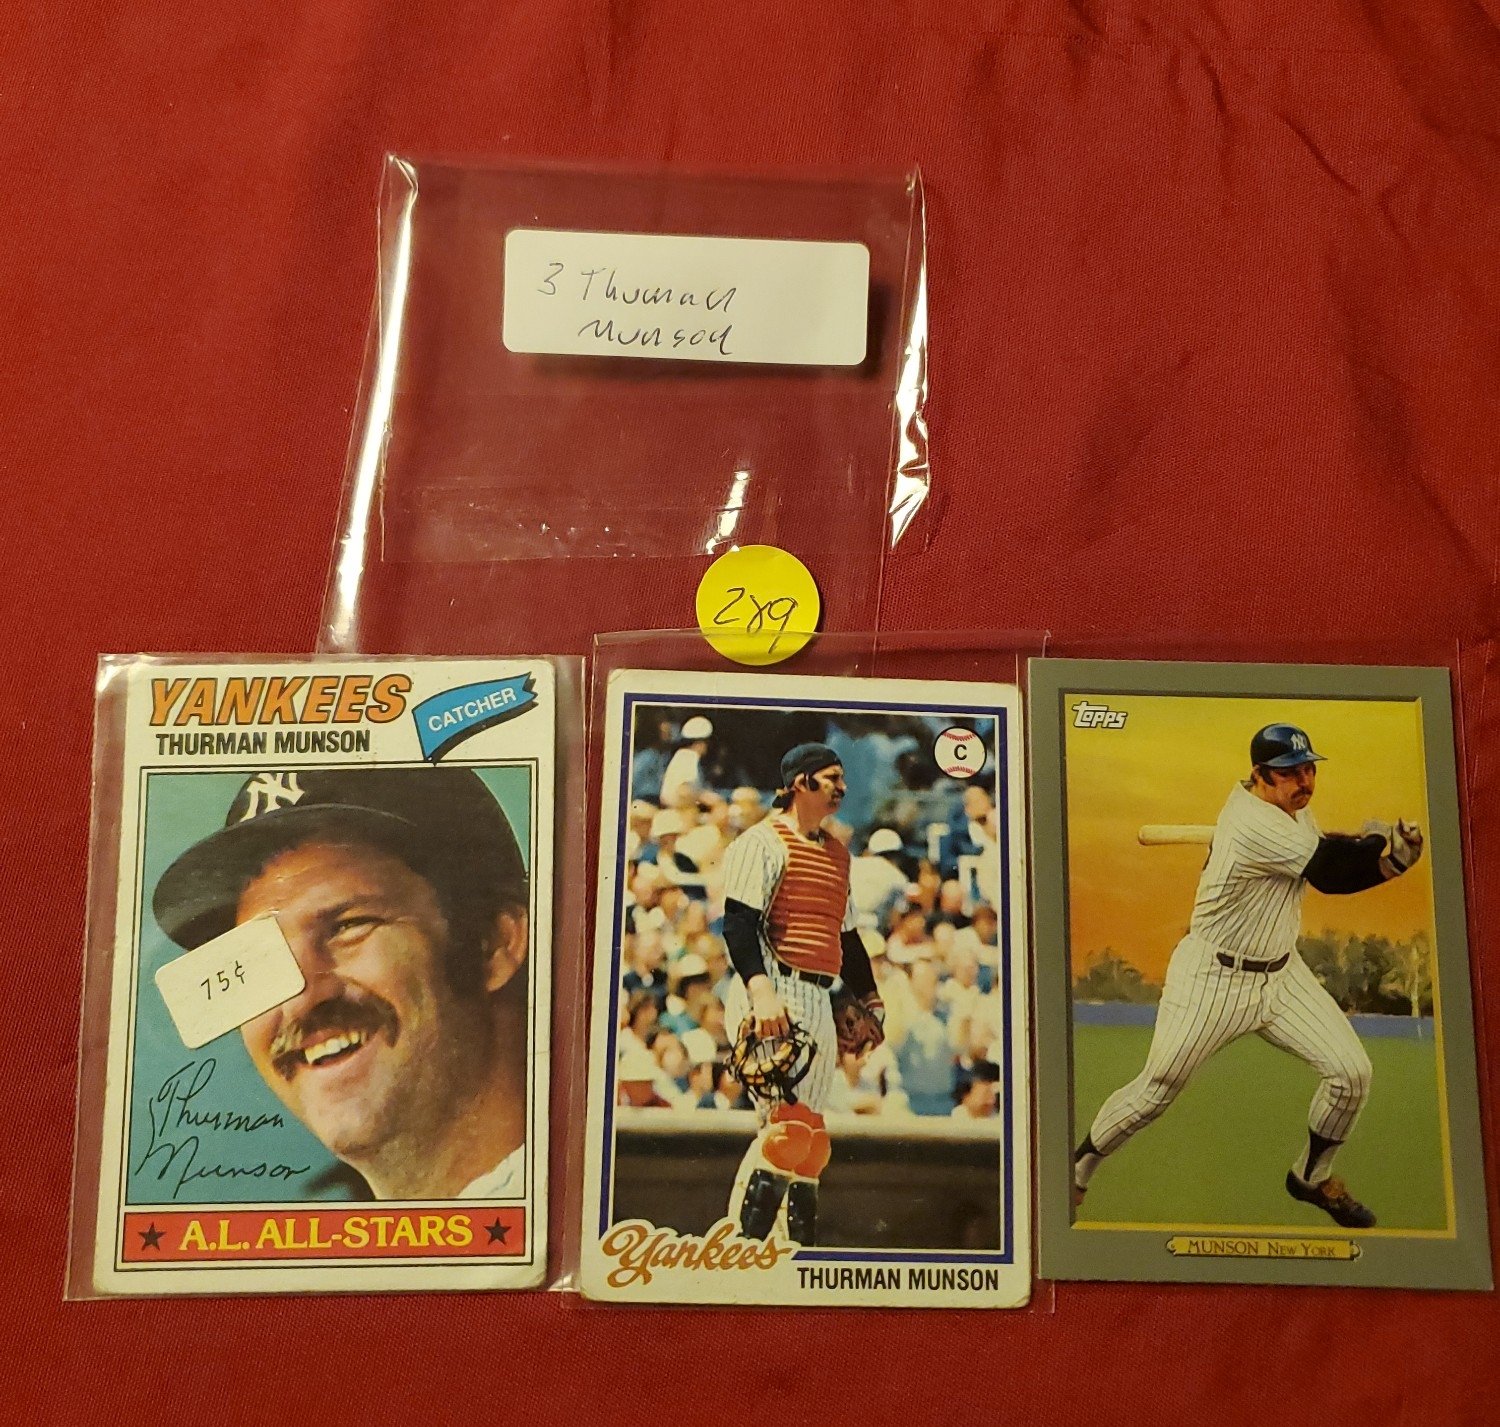 3 Thurman
Munson
289
YANKEES
CATCHER
THURMAN MUNSON
NY
75¢
Thurman
Munson
★ A.L. ALL-STARS ★
C
Yankees
THURMAN MUNSON
TOPPS
NY
MUNSON NEW YORK